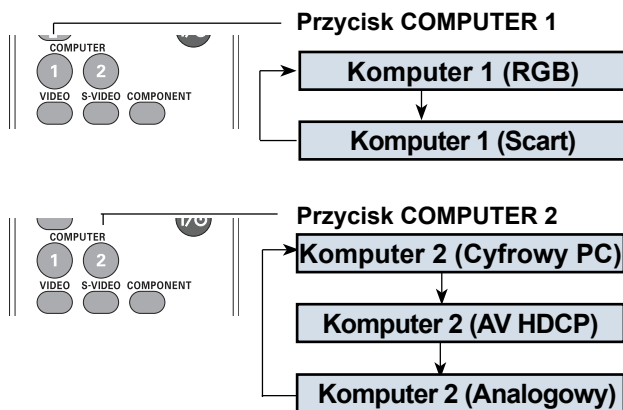 Przycisk COMPUTER 1
COMPUTER
1 2
VIDEO S-VIDEO COMPONENT
Komputer 1 (RGB)
Komputer 1 (Scart)
Przycisk COMPUTER 2
COMPUTER
1 2
VIDEO S-VIDEO COMPONENT
Komputer 2 (Cyfrowy PC)
Komputer 2 (AV HDCP)
Komputer 2 (Analogowy)